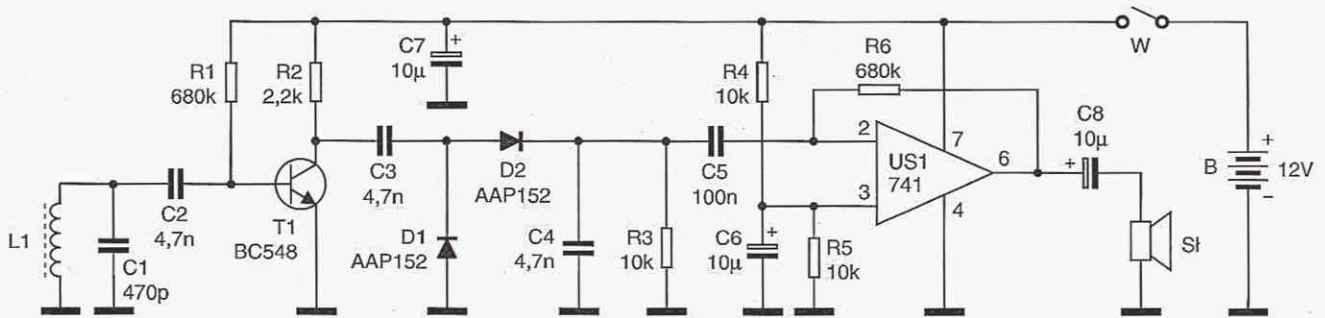 R1
680k
R2
2,2k
C7
+
10µ
R4
10k
R6
680k
W
C3
4,7n
D2
AAP152
C5
100n
2
3
7
US1
741
6
4
C8
10µ
+
B
+
12V
−
L1
C1
470p
C2
4,7n
T1
BC548
D1
AAP152
C4
4,7n
R3
10k
C6
10µ
+
R5
10k
Sł